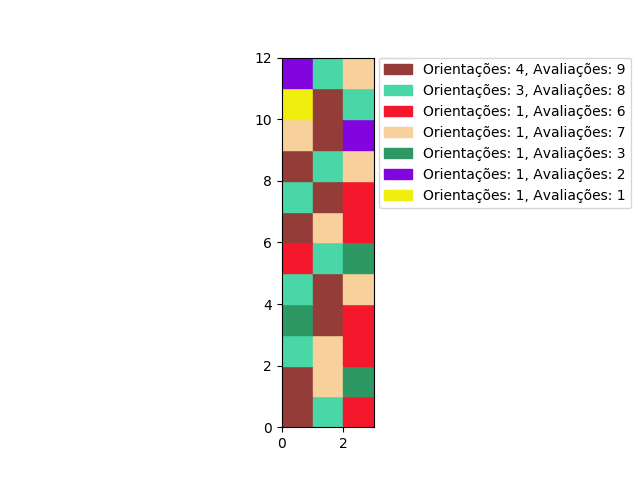 12
10
8
6
4
2
0
0
2
Orientações: 4, Avaliações: 9
Orientações: 3, Avaliações: 8
Orientações: 1, Avaliações: 6
Orientações: 1, Avaliações: 7
Orientações: 1, Avaliações: 3
Orientações: 1, Avaliações: 2
Orientações: 1, Avaliações: 1